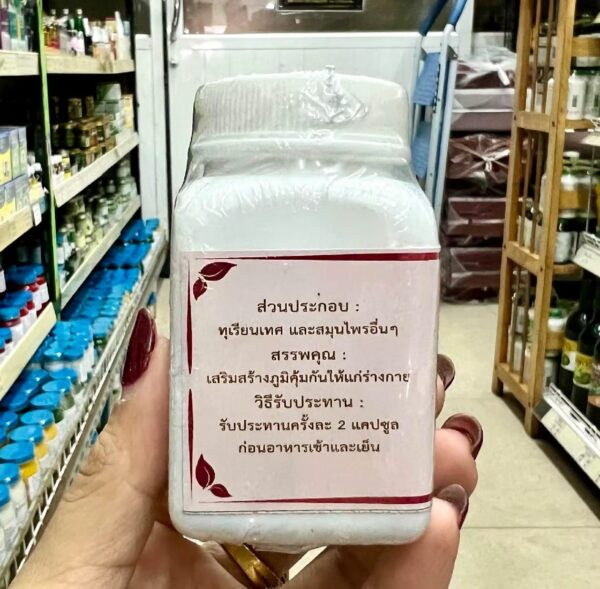 ส่วนประกอบ :
ทุเรียนเทศ และสมุนไพรอื่นๆ
สรรพคุณ :
เสริมสร้างภูมิคุ้มกันให้แก่ร่างกาย
วิธีรับประทาน :
รับประทานครั้งละ 2 แคปซูล
ก่อนอาหารเช้าและเย็น